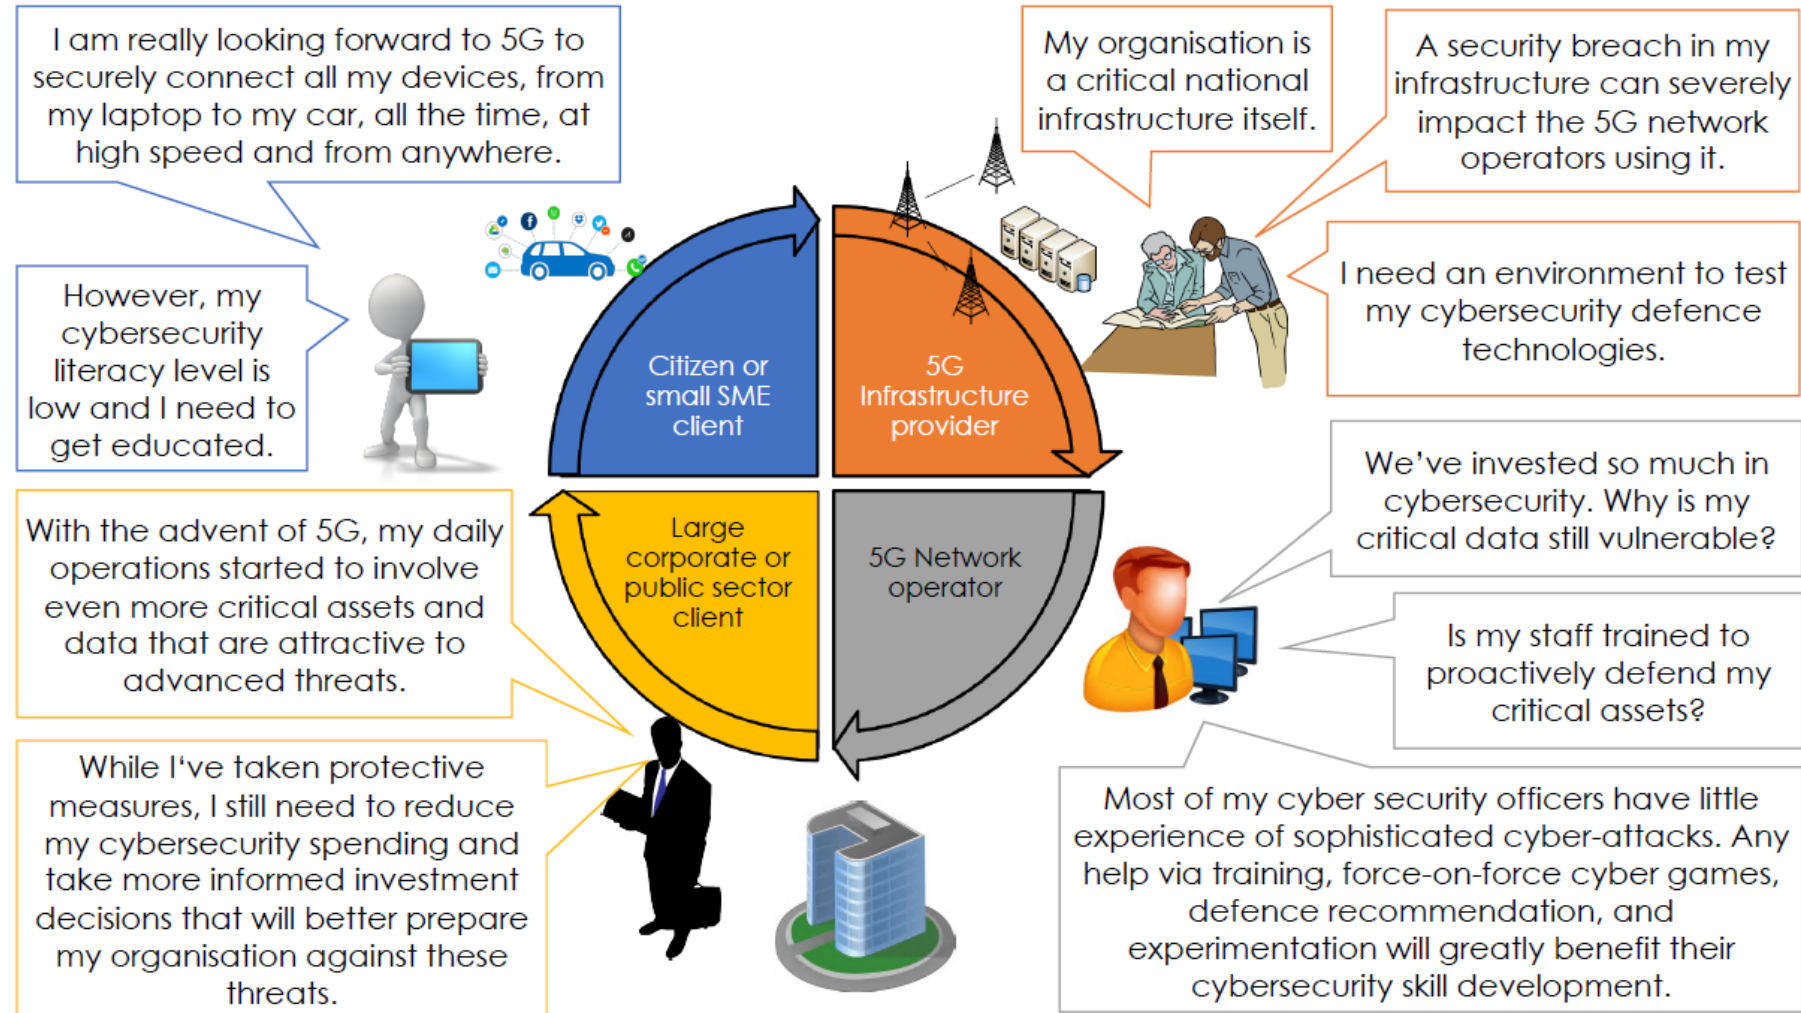 I am really looking forward to 5G to
securely connect all my devices, from
my laptop to my car, all the time, at
high speed and from anywhere.
However, my
cybersecurity
literacy level is
low and I need to
get educated.
My organisation is
a critical national
infrastructure itself.
A security breach in my
infrastructure can severely
impact the 5G network
operators using it.
I need an environment to test
my cybersecurity defence
technologies.
Citizen or
small SME
client
5G
Infrastructure
provider
Large
corporate or
public sector
client
5G Network
operator
With the advent of 5G, my daily
operations started to involve
even more critical assets and
data that are attractive to
advanced threats.
While I‘ve taken protective
measures, I still need to reduce
my cybersecurity spending and
take more informed investment
decisions that will better prepare
my organisation against these
threats.
We’ve invested so much in
cybersecurity. Why is my
critical data still vulnerable?
Is my staff trained to
proactively defend my
critical assets?
Most of my cyber security officers have little
experience of sophisticated cyber-attacks. Any
help via training, force-on-force cyber games,
defence recommendation, and
experimentation will greatly benefit their
cybersecurity skill development.